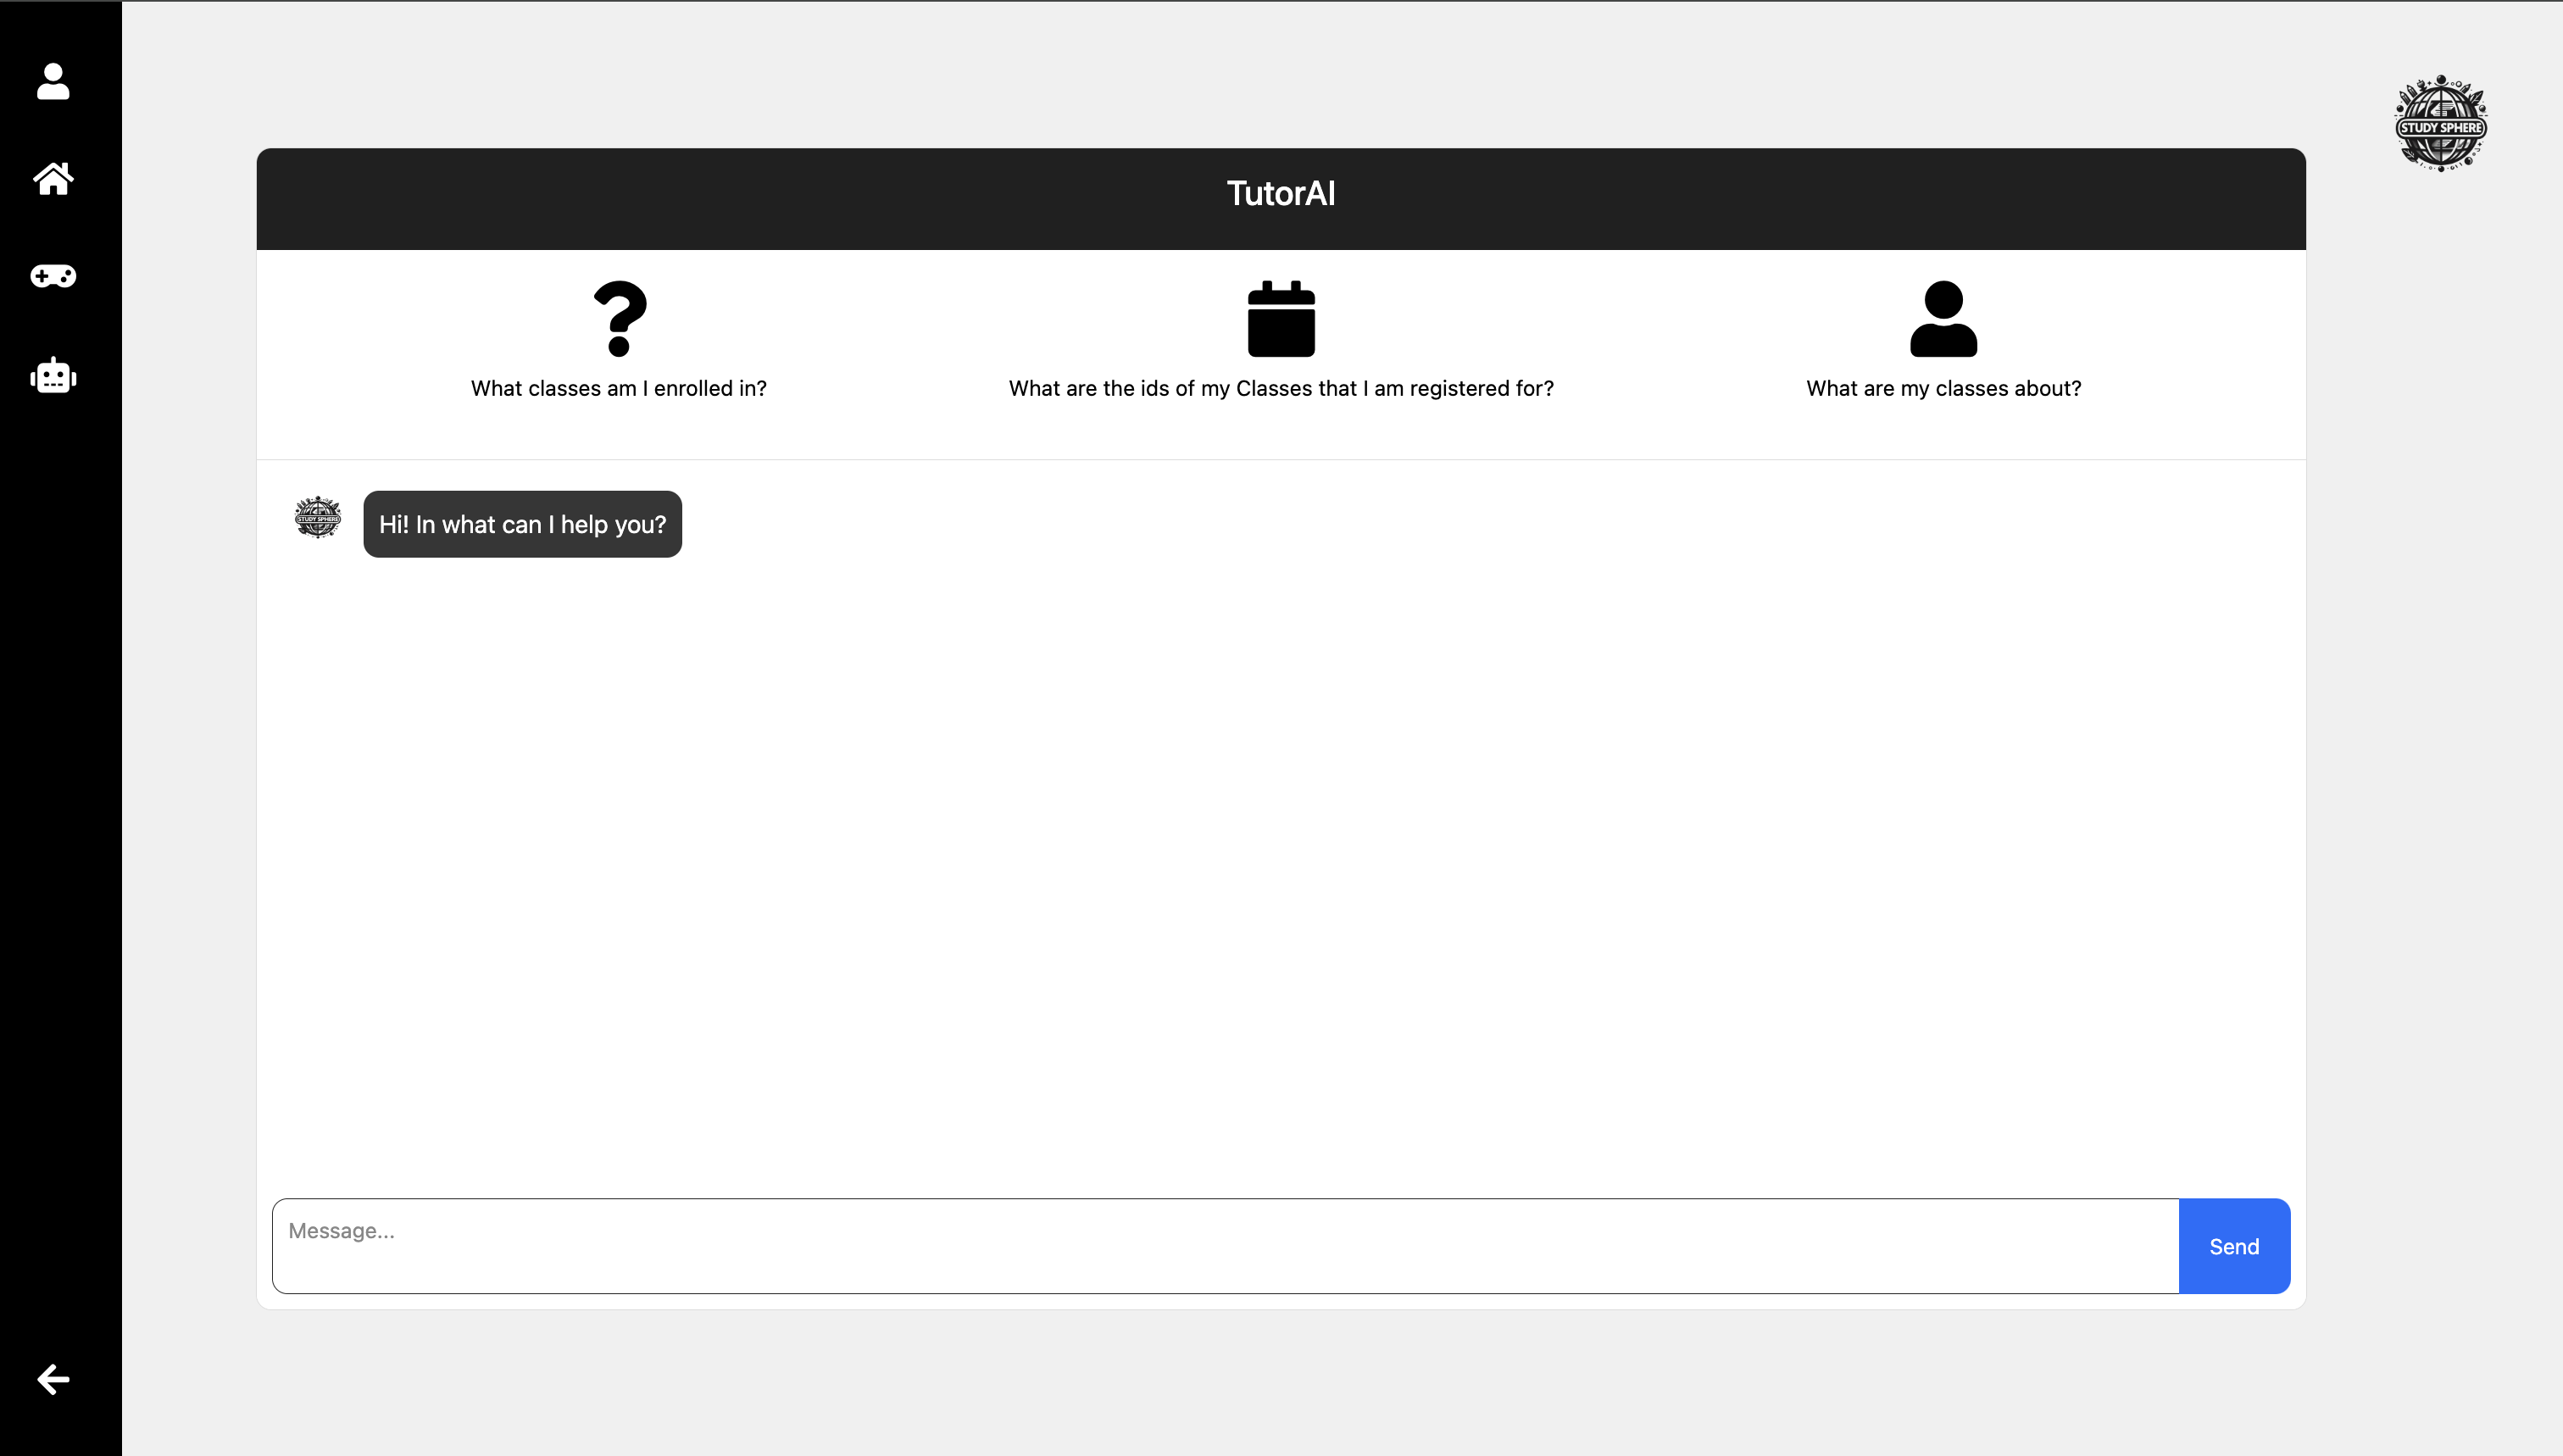 STUDY SPHERE
TutorAI
What classes am I enrolled in?
What are the ids of my Classes that I am registered for?
What are my classes about?
STUDY SPHERE
Hi! In what can I help you?
Message...
Send